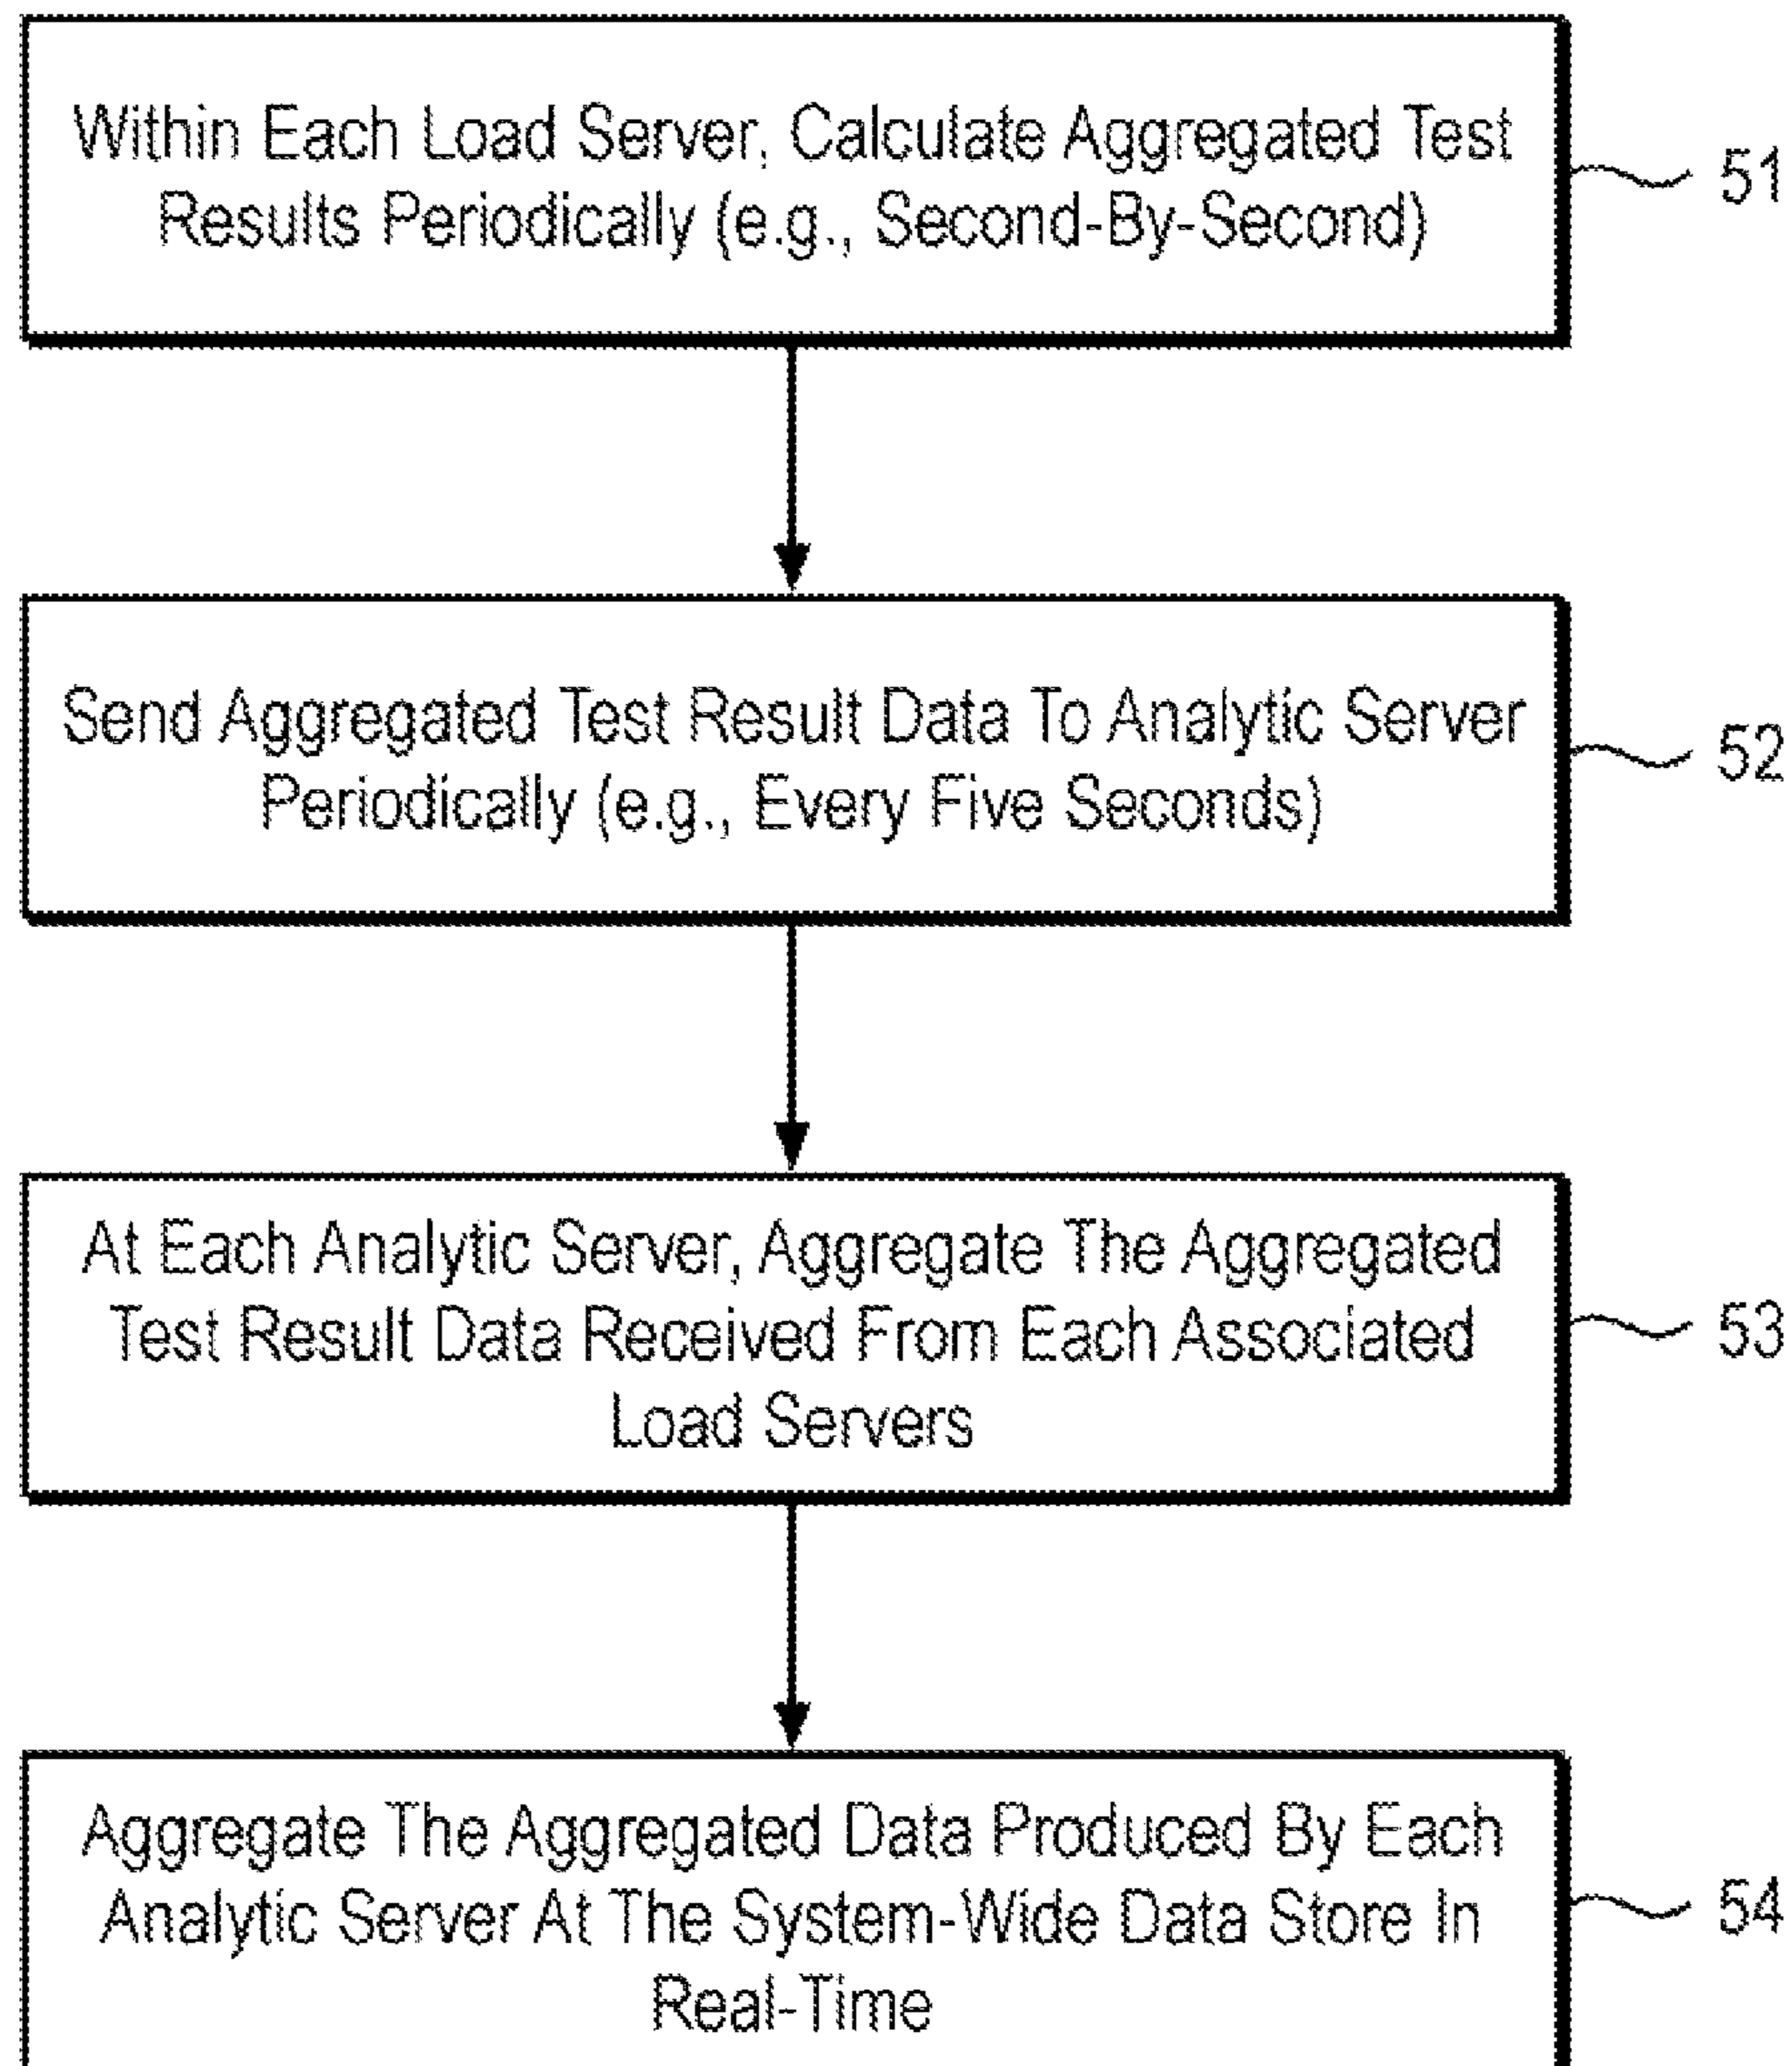 Within Each Load Server, Calculate Aggregated Test
Results Periodically (e.g., Second-By-Second)
51
Send Aggregated Test Result Data To Analytic Server
Periodically (e.g., Every Five Seconds)
52
At Each Analytic Server, Aggregate The Aggregated
Test Result Data Received From Each Associated
Load Servers
53
Aggregate The Aggregated Data Produced By Each
Analytic Server At The System-Wide Data Store In
Real-Time
54